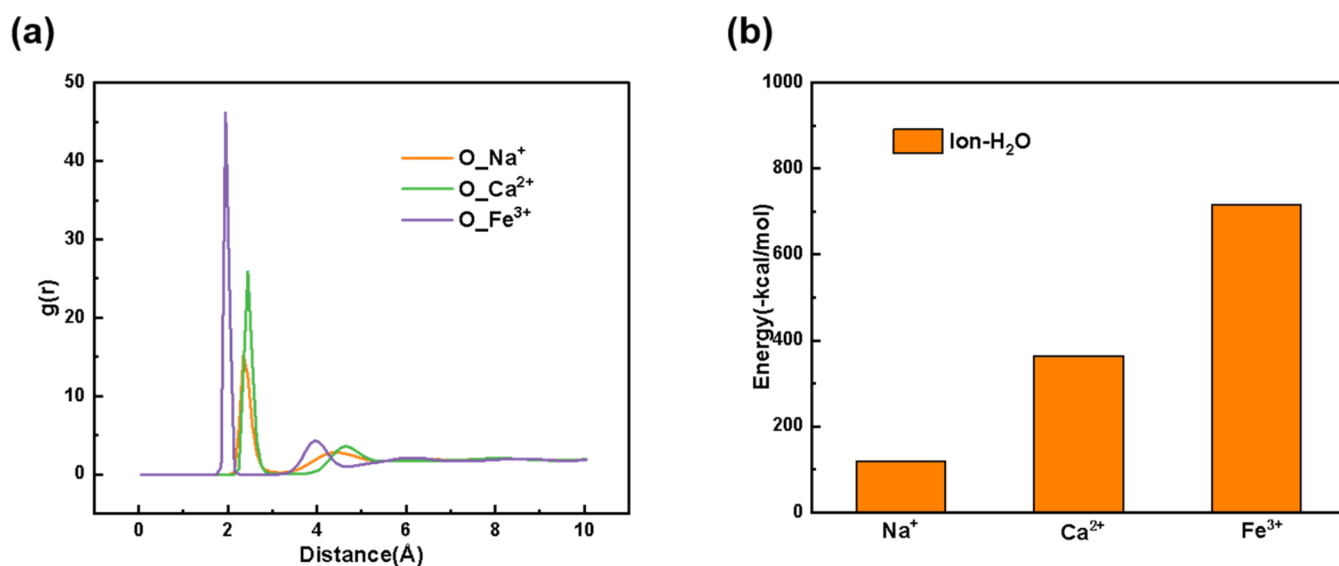 (a)
50
40
30
20
10
0
g(r)
O_Na⁺
O_Ca²⁺
O_Fe³⁺
0 2 4 6 8 10
Distance(Å)
(b)
1000
800
600
400
200
0
Energy(-kcal/mol)
Ion-H₂O
Na⁺ Ca²⁺ Fe³⁺